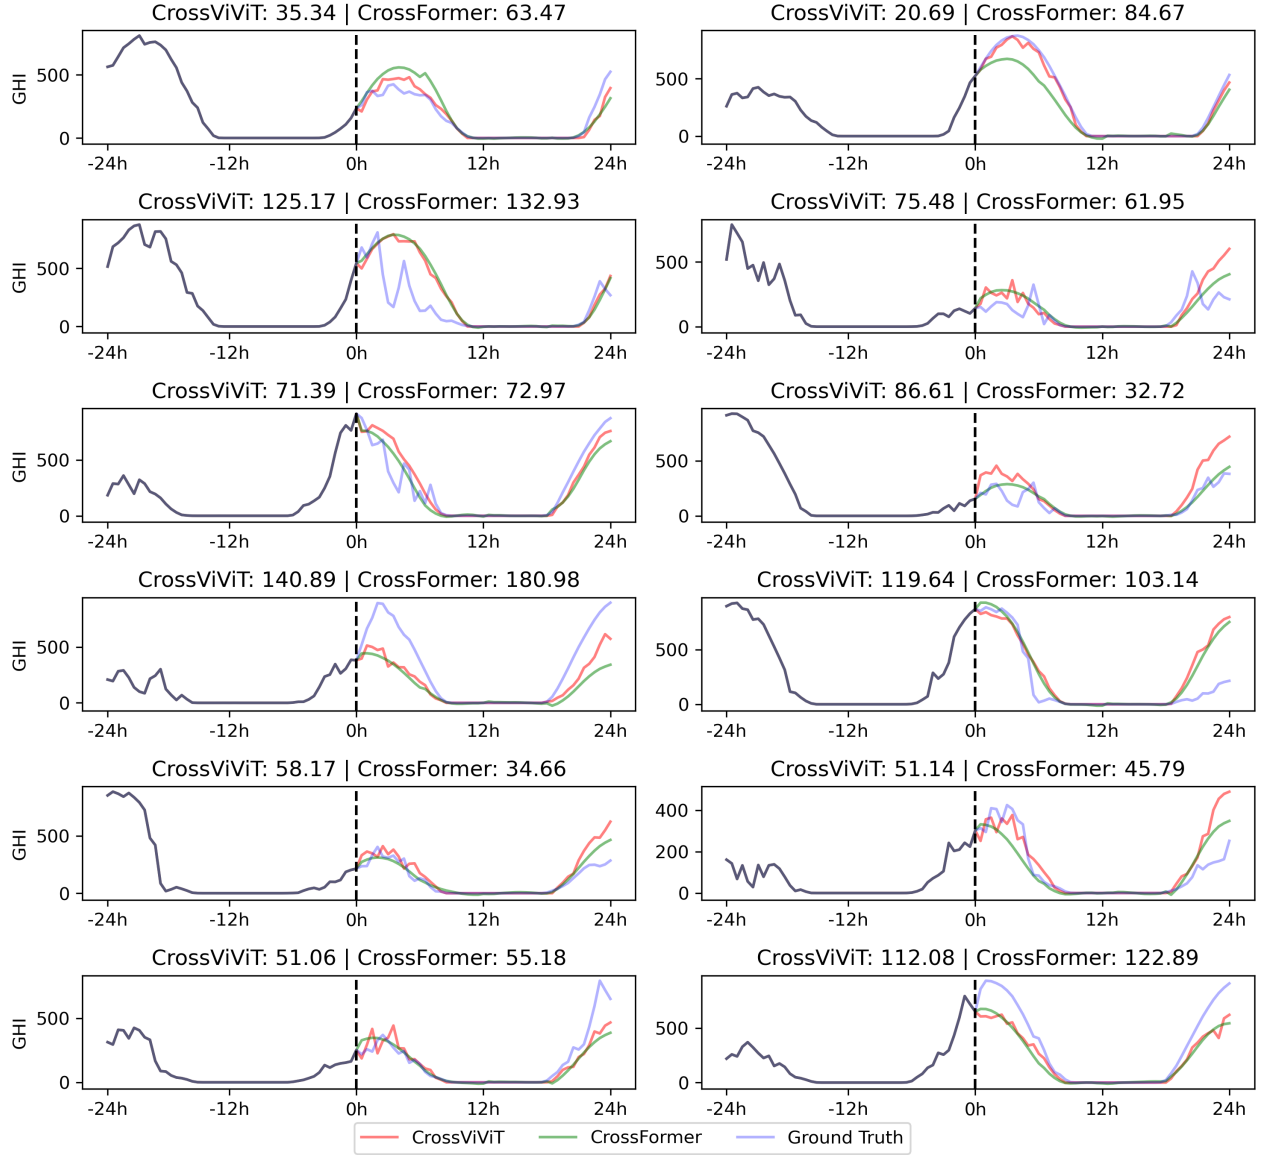 CrossViViT: 35.34 | CrossFormer: 63.47
CrossViViT: 20.69 | CrossFormer: 84.67
GHI
500
0
-24h -12h 0h 12h 24h
500
0
-24h -12h 0h 12h 24h
CrossViViT: 125.17 | CrossFormer: 132.93
CrossViViT: 75.48 | CrossFormer: 61.95
GHI
500
0
-24h -12h 0h 12h 24h
500
0
-24h -12h 0h 12h 24h
CrossViViT: 71.39 | CrossFormer: 72.97
CrossViViT: 86.61 | CrossFormer: 32.72
GHI
500
0
-24h -12h 0h 12h 24h
500
0
-24h -12h 0h 12h 24h
CrossViViT: 140.89 | CrossFormer: 180.98
CrossViViT: 119.64 | CrossFormer: 103.14
GHI
500
0
-24h -12h 0h 12h 24h
500
0
-24h -12h 0h 12h 24h
CrossViViT: 58.17 | CrossFormer: 34.66
CrossViViT: 51.14 | CrossFormer: 45.79
GHI
500
0
-24h -12h 0h 12h 24h
400
200
0
-24h -12h 0h 12h 24h
CrossViViT: 51.06 | CrossFormer: 55.18
CrossViViT: 112.08 | CrossFormer: 122.89
GHI
500
0
-24h -12h 0h 12h 24h
500
0
-24h -12h 0h 12h 24h
CrossViViT CrossFormer Ground Truth